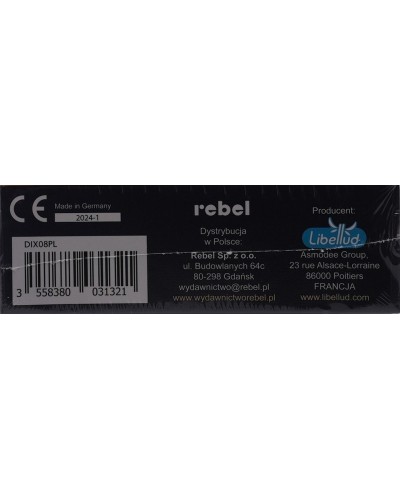 CE
Made in Germany
2024-1
DIX08PL
3 558380 031321
rebel
Dystrybucja
w Polsce:
Rebel Sp. z o.o.
ul. Budowlanych 64c
80-298 Gdańsk
wydawnictwo@rebel.pl
www.wydawnictworebel.pl
Producent:
Libellud
Asmodee Group,
23 rue Alsace-Lorraine
86000 Poitiers
FRANCJA
www.libellud.com